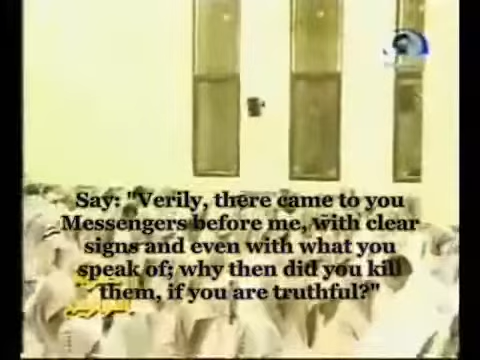 Say: "Verily, there came to you
Messengers before me, with clear
signs and even with what you
speak of; why then did you kill
them, if you are truthful?"